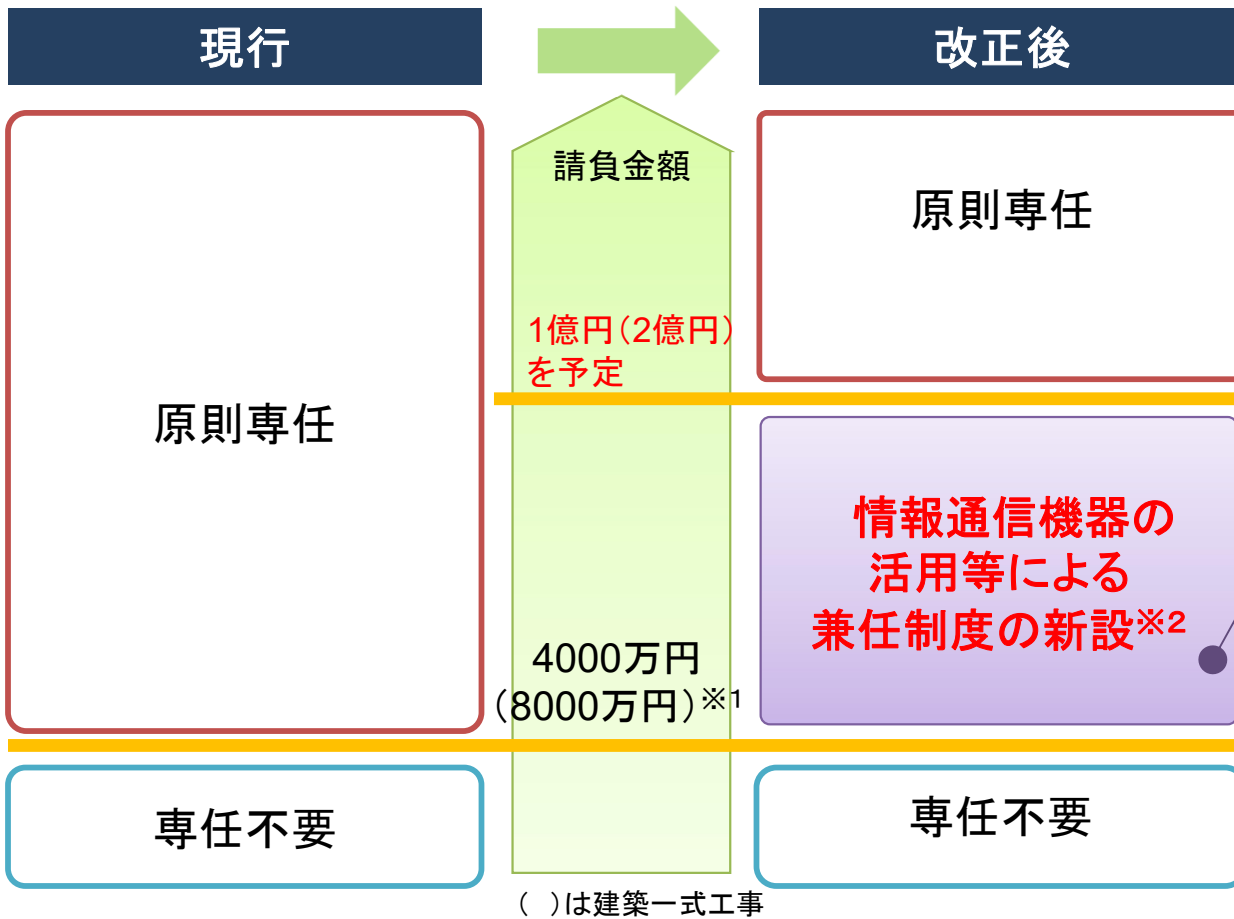 現行
改正後
請負金額
1億円（2億円）
を予定
4000万円
（8000万円）※1
原則専任
専任不要
原則専任
情報通信機器の
活用等による
兼任制度の新設※2
専任不要
（　）は建築一式工事